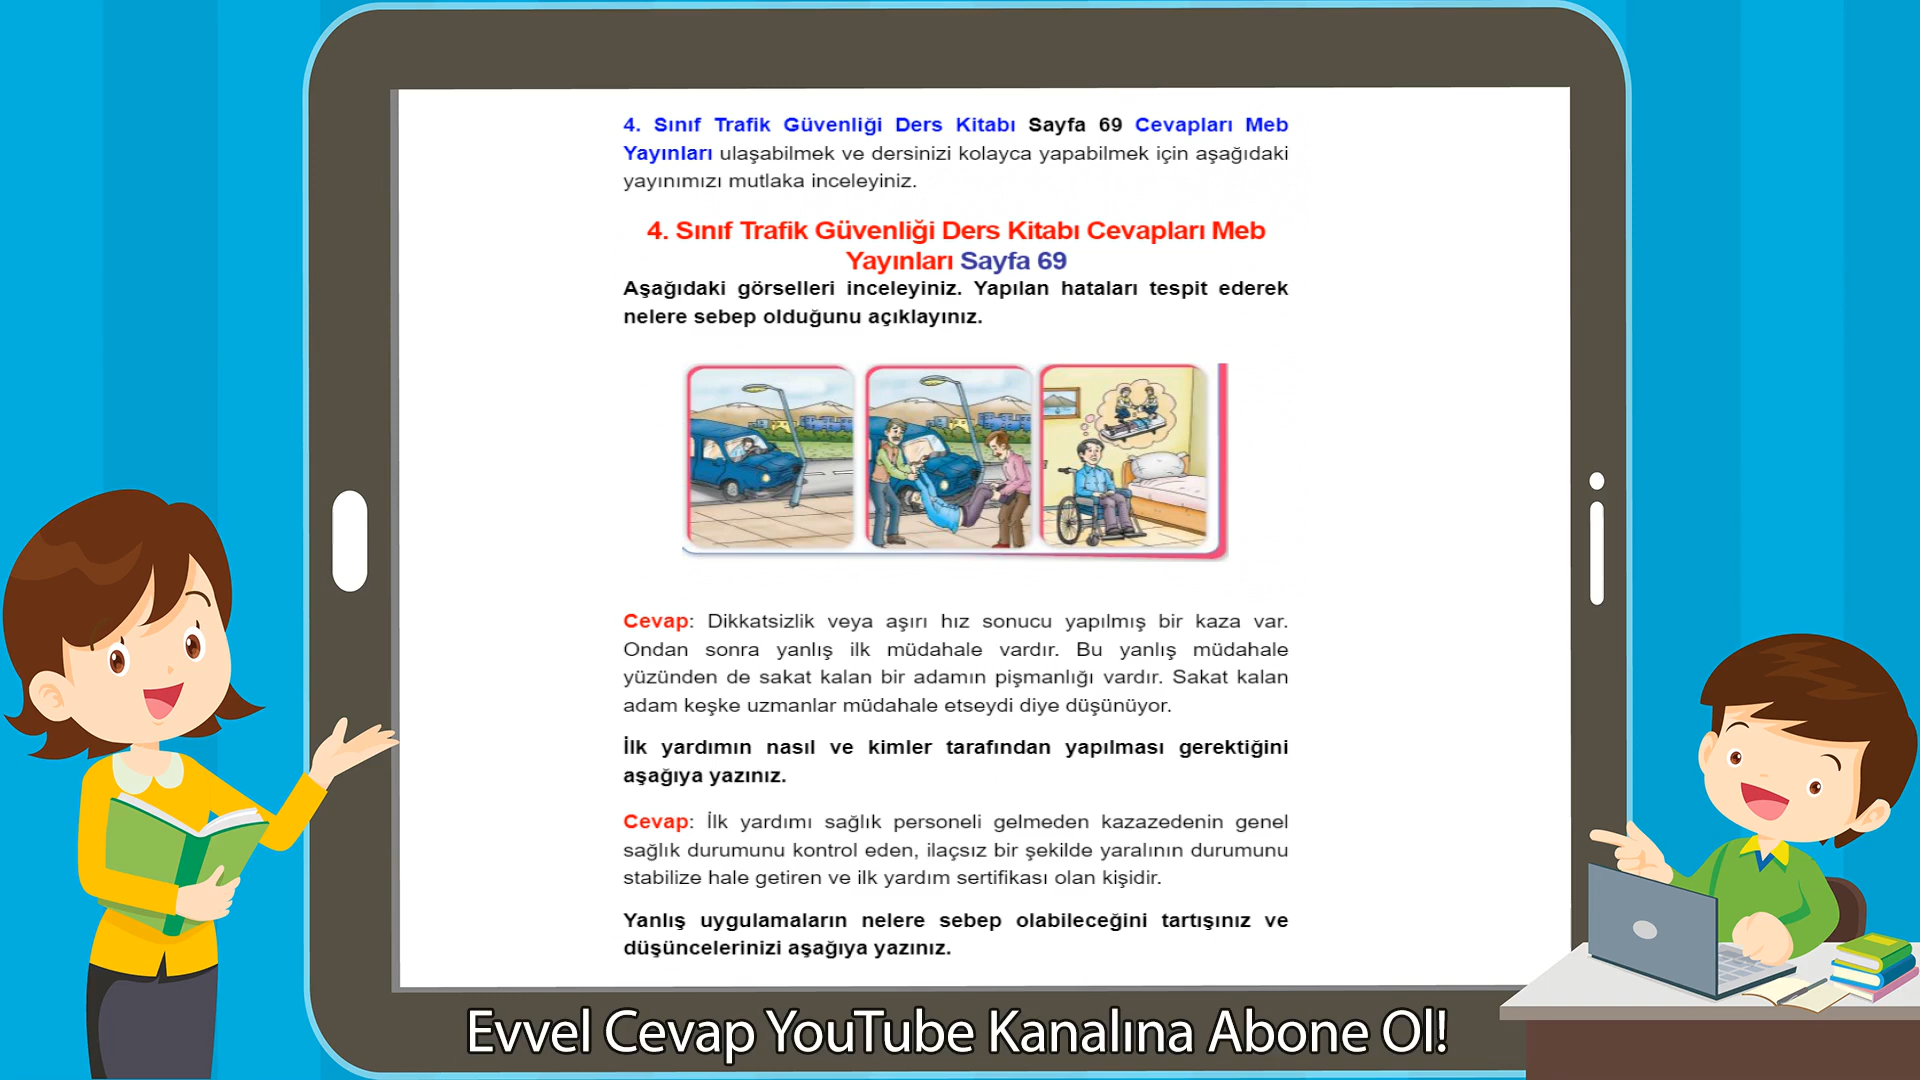 4. Sınıf Trafik Güvenliği Ders Kitabı Sayfa 69 Cevapları Meb
Yayınları ulaşabilmek ve dersinizi kolayca yapabilmek için aşağıdaki
yayınımızı mutlaka inceleyiniz.
4. Sınıf Trafik Güvenliği Ders Kitabı Cevapları Meb
Yayınları Sayfa 69
Aşağıdaki görselleri inceleyiniz. Yapılan hataları tespit ederek
nelere sebep olduğunu açıklayınız.
Cevap: Dikkatsizlik veya aşırı hız sonucu yapılmış bir kaza var.
Ondan sonra yanlış ilk müdahale vardır. Bu yanlış müdahale
yüzünden de sakat kalan bir adamın pişmanlığı vardır. Sakat kalan
adam keşke uzmanlar müdahale etseydi diye düşünüyor.
İlk yardımın nasıl ve kimler tarafından yapılması gerektiğini
aşağıya yazınız.
Cevap: İlk yardımı sağlık personeli gelmeden kazazedenin genel
sağlık durumunu kontrol eden, ilaçsız bir şekilde yaralının durumunu
stabilize hale getiren ve ilk yardım sertifikası olan kişidir.
Yanlış uygulamaların nelere sebep olabileceğini tartışınız ve
düşüncelerinizi aşağıya yazınız.
Evvel Cevap YouTube Kanalına Abone Ol!